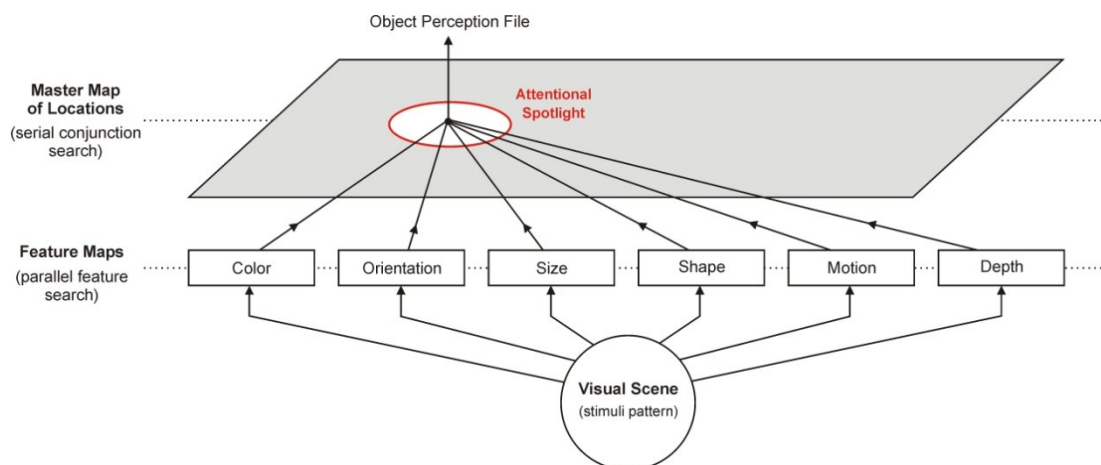 Object Perception File
Master Map
of Locations
(serial conjunction
search)
Attentional
Spotlight
Feature Maps
(parallel feature
search)
Color
Orientation
Size
Shape
Motion
Depth
Visual Scene
(stimuli pattern)